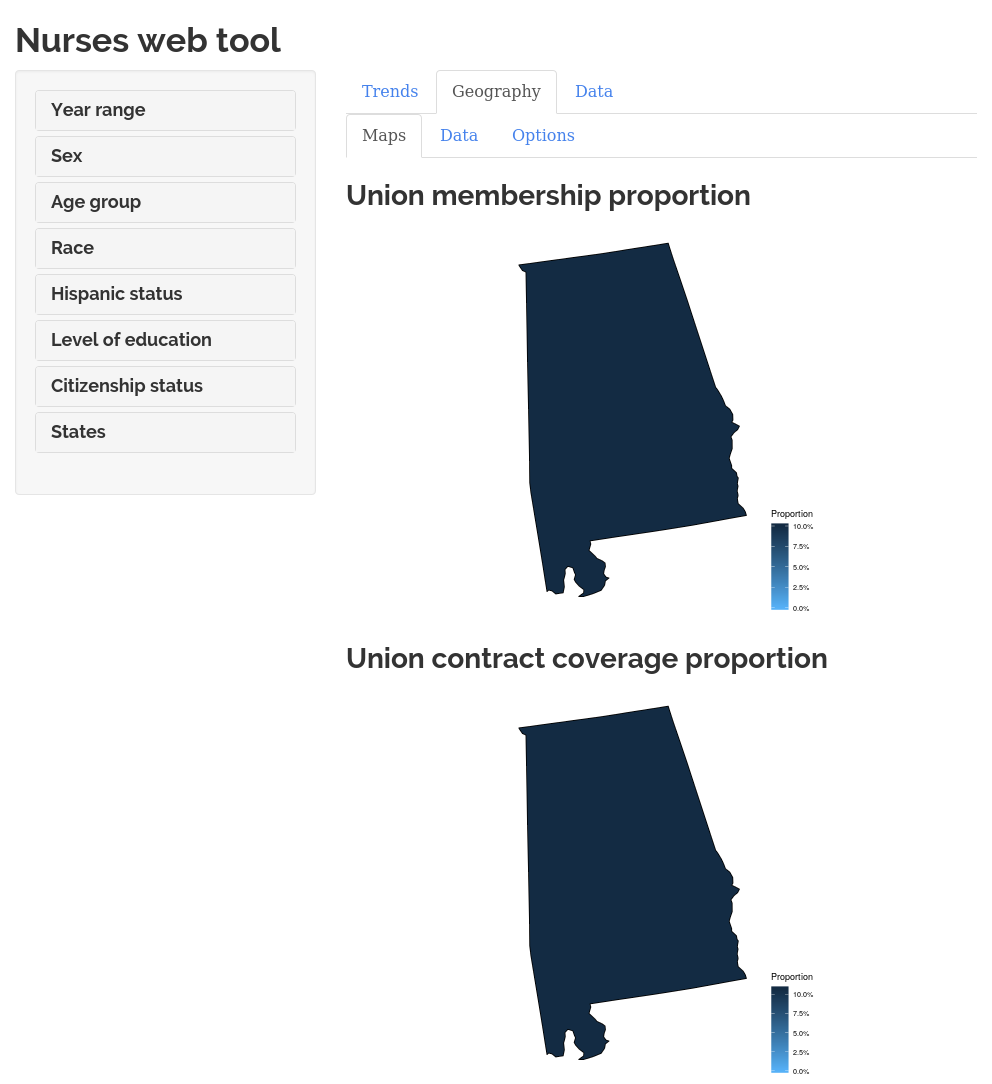 Nurses web tool
Year range
Sex
Age group
Race
Hispanic status
Level of education
Citizenship status
States
Trends Geography Data
Maps Data Options
Union membership proportion
Proportion
10.0%
7.5%
5.0%
2.5%
0.0%
Union contract coverage proportion
Proportion
10.0%
7.5%
5.0%
2.5%
0.0%